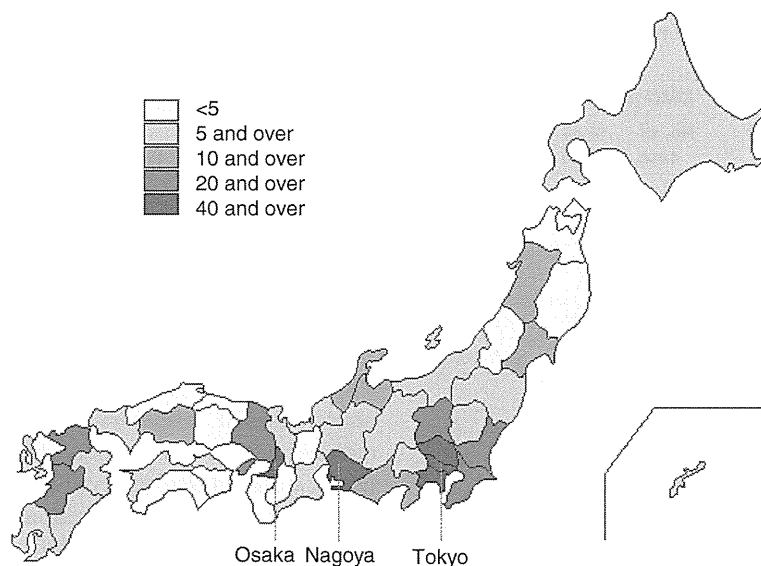 <5
5 and over
10 and over
20 and over
40 and over
Osaka Nagoya Tokyo